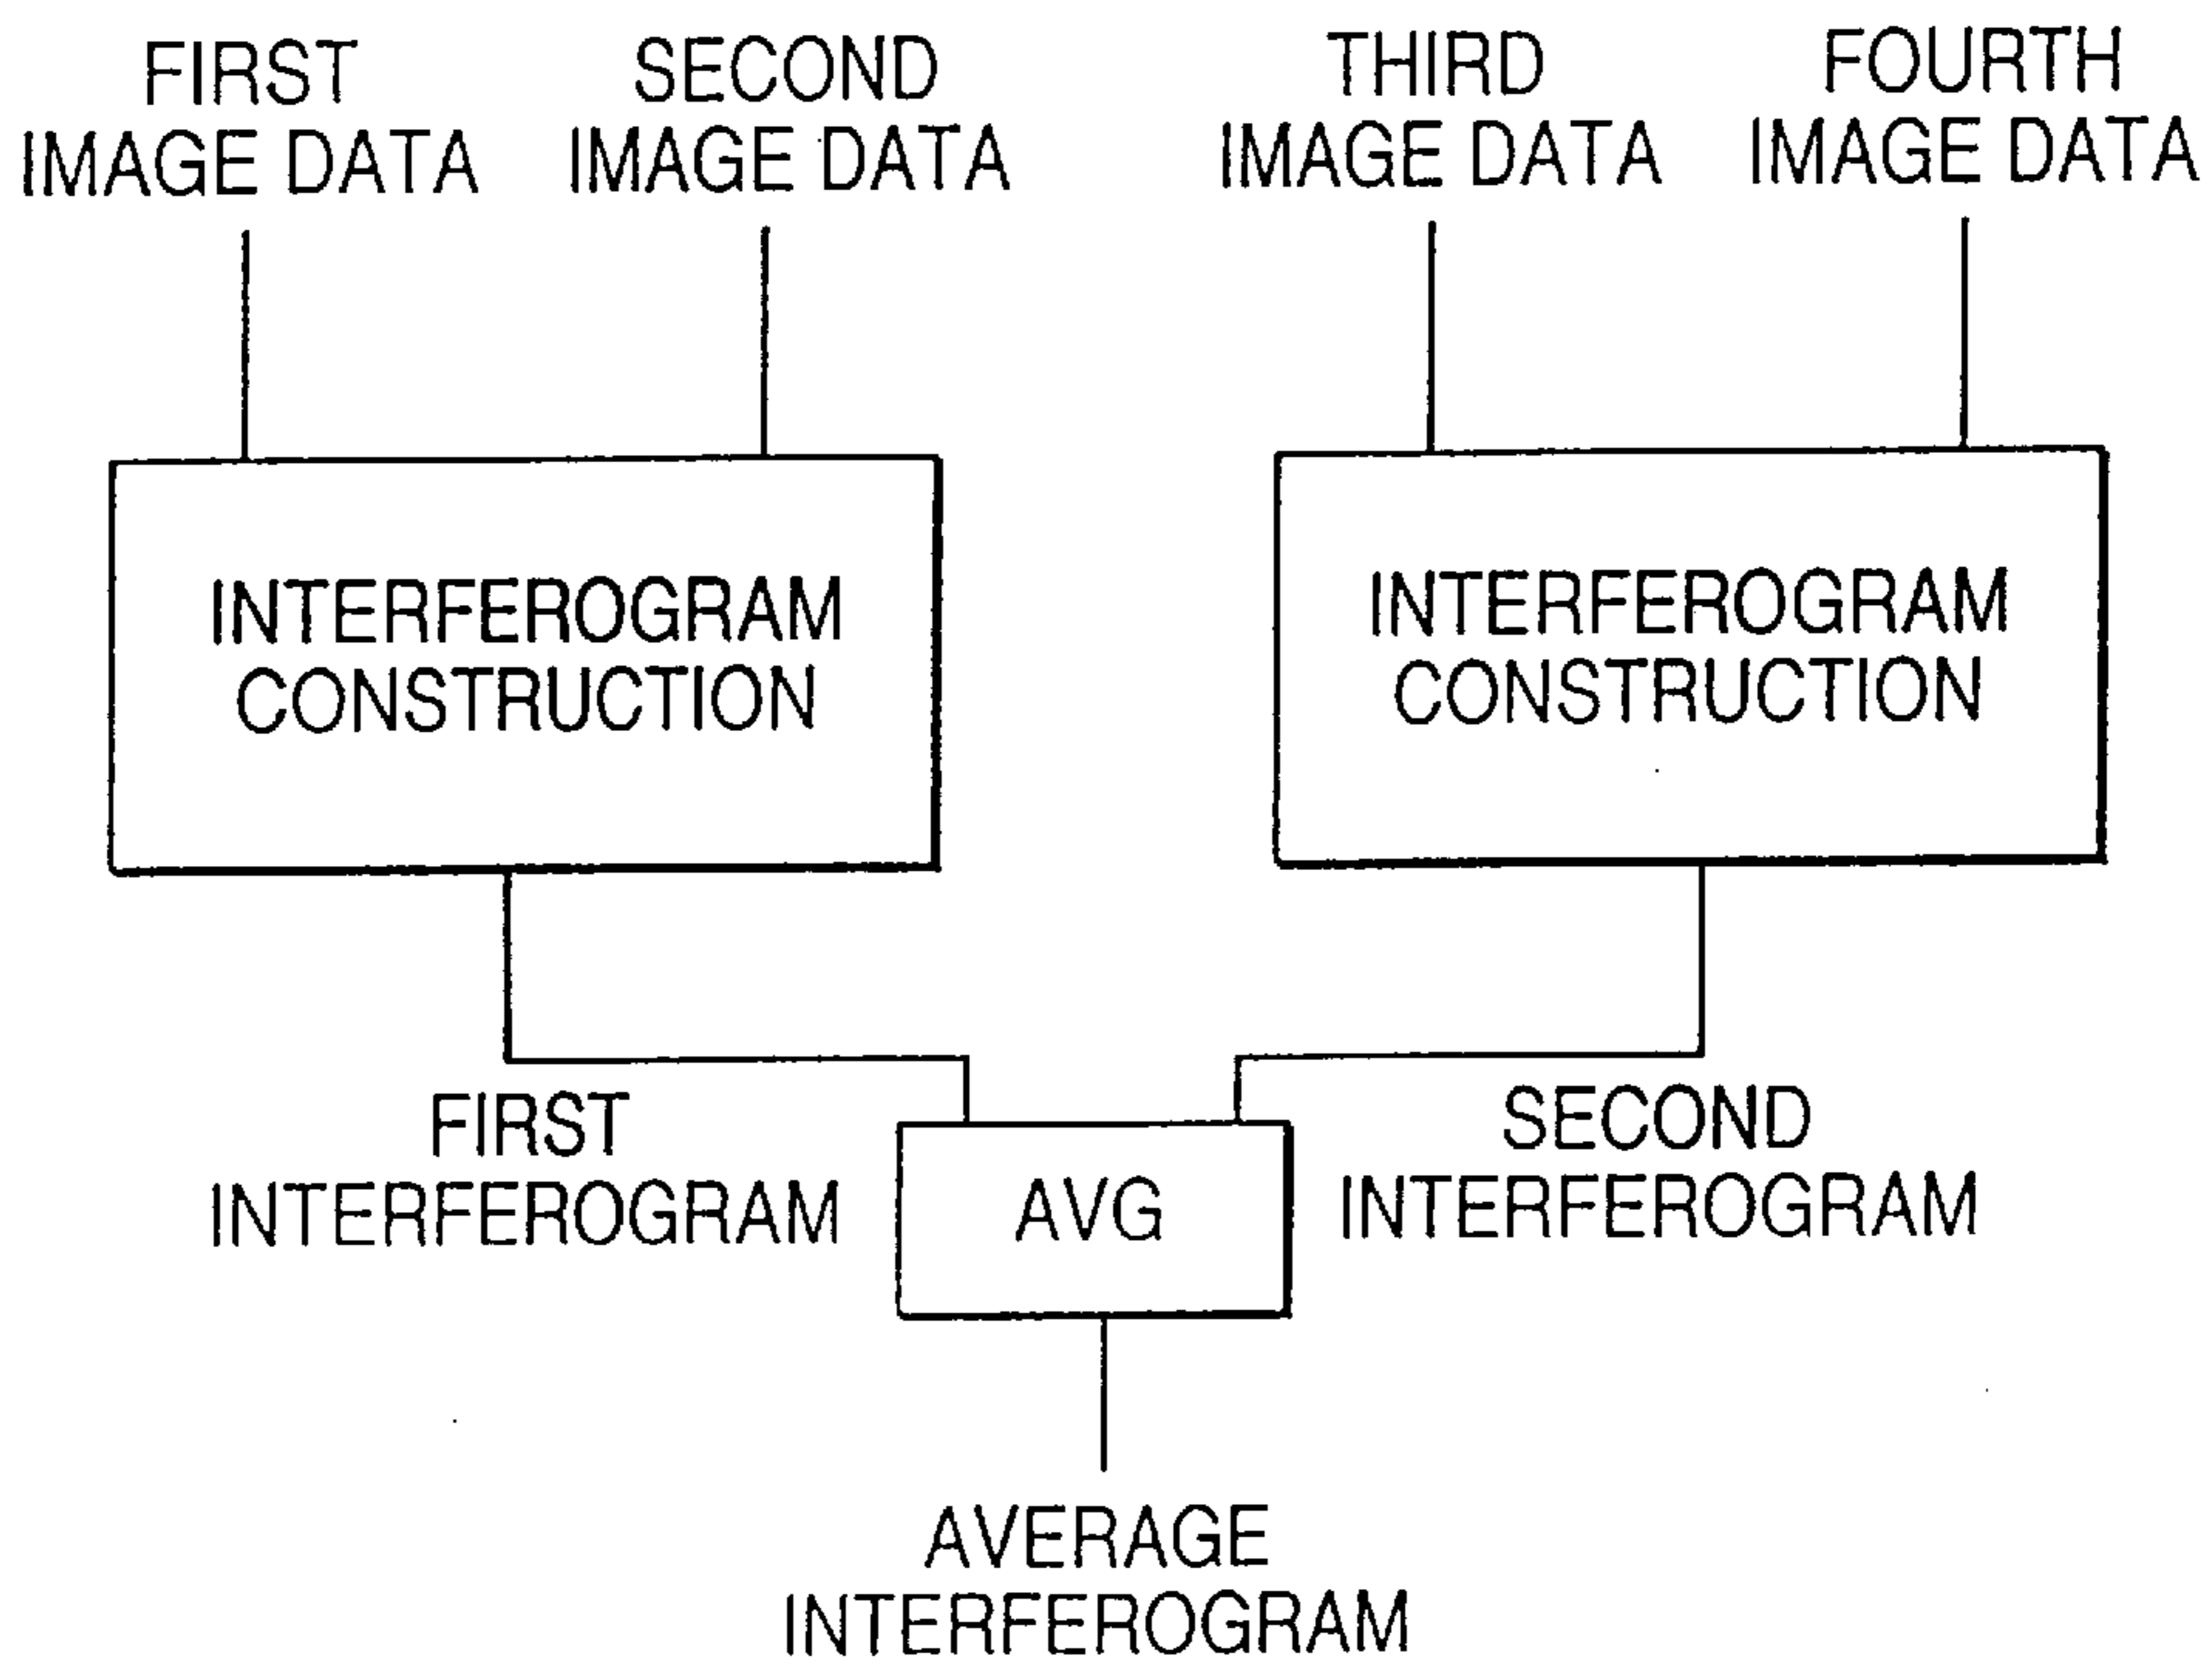 FIRST
IMAGE DATA
SECOND
IMAGE DATA
THIRD
IMAGE DATA
FOURTH
IMAGE DATA
INTERFEROGRAM
CONSTRUCTION
INTERFEROGRAM
CONSTRUCTION
FIRST
INTERFEROGRAM
AVG
SECOND
INTERFEROGRAM
AVERAGE
INTERFEROGRAM